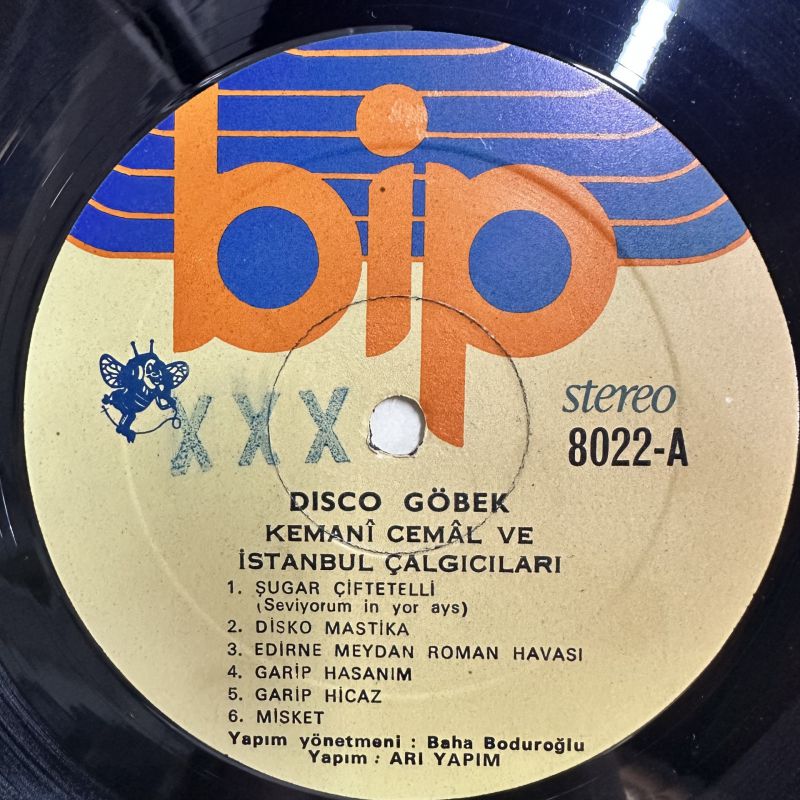 bip
XXX
stereo
8022-A
DISCO GÖBEK
KEMANÎ CEMÂL VE
İSTANBUL ÇALGICILARI
1. ŞUGAR ÇİFTETELLİ
(Seviyorum in yor ays)
2. DİSKO MASTİKA
3. EDİRNE MEYDAN ROMAN HAVASI
4. GARİP HASANIM
5. GARİP HİCAZ
6. MİSKET
Yapım yönetmeni : Baha Boduroğlu
Yapım : ARI YAPIM